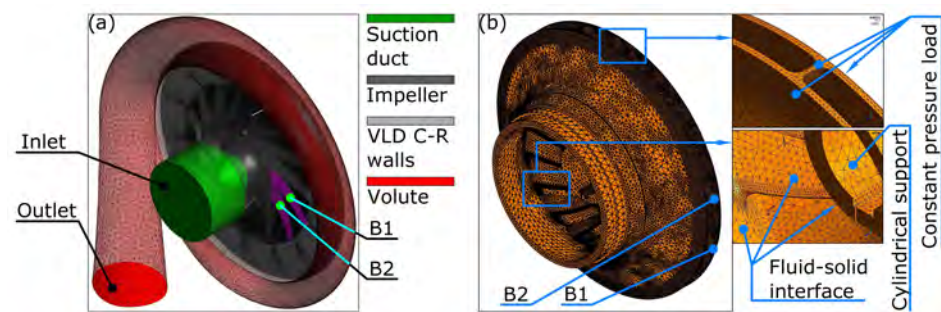 (a)
Suction
duct
Impeller
VLD C-R
walls
Volute
Inlet
Outlet
B1
B2
(b)
B2
B1
Fluid-solid
interface
Cylindrical support
Constant pressure load